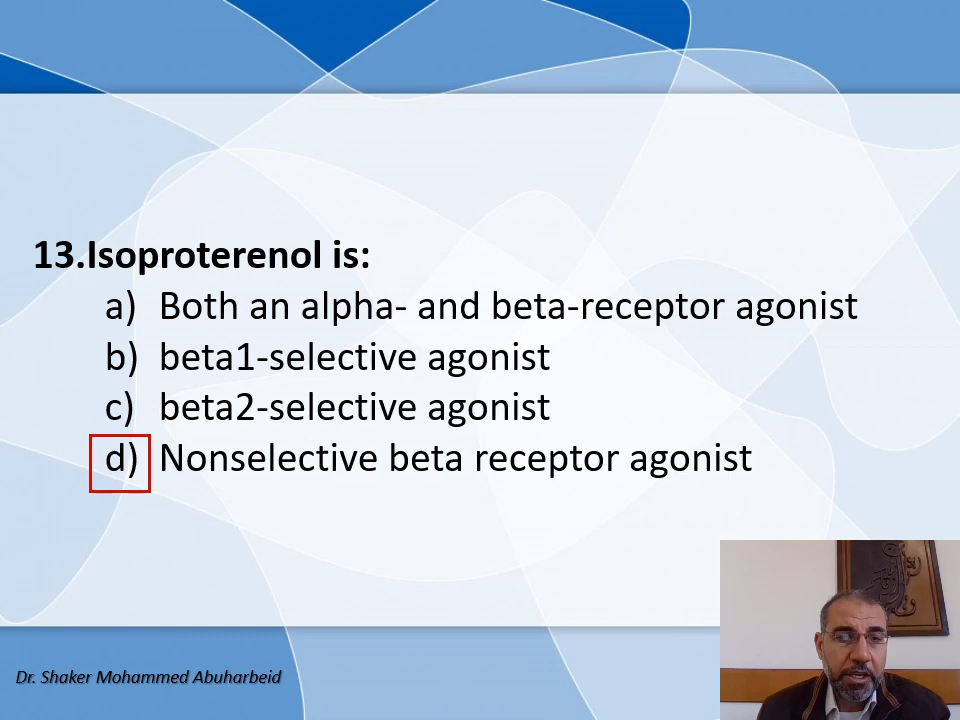 13.Isoproterenol is:
a) Both an alpha- and beta-receptor agonist
b) beta1-selective agonist
c) beta2-selective agonist
d) Nonselective beta receptor agonist
Dr. Shaker Mohammed Abuharbeid